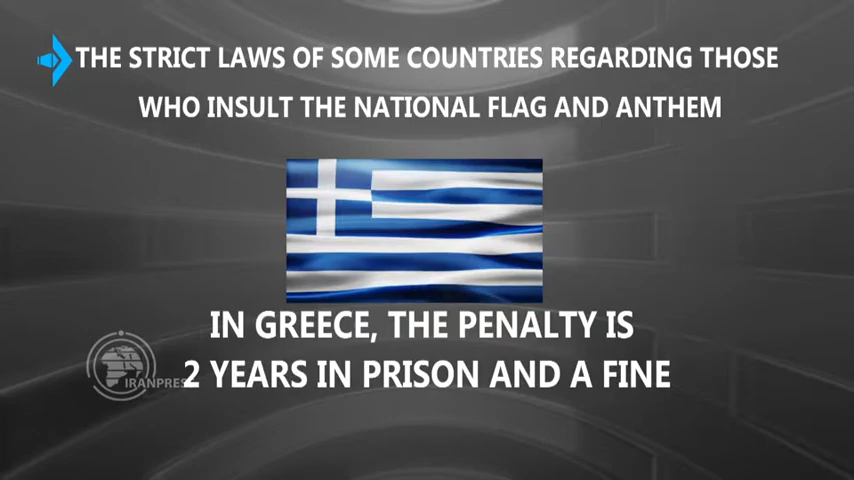 THE STRICT LAWS OF SOME COUNTRIES REGARDING THOSE
WHO INSULT THE NATIONAL FLAG AND ANTHEM
IN GREECE, THE PENALTY IS
2 YEARS IN PRISON AND A FINE
IRANPRES